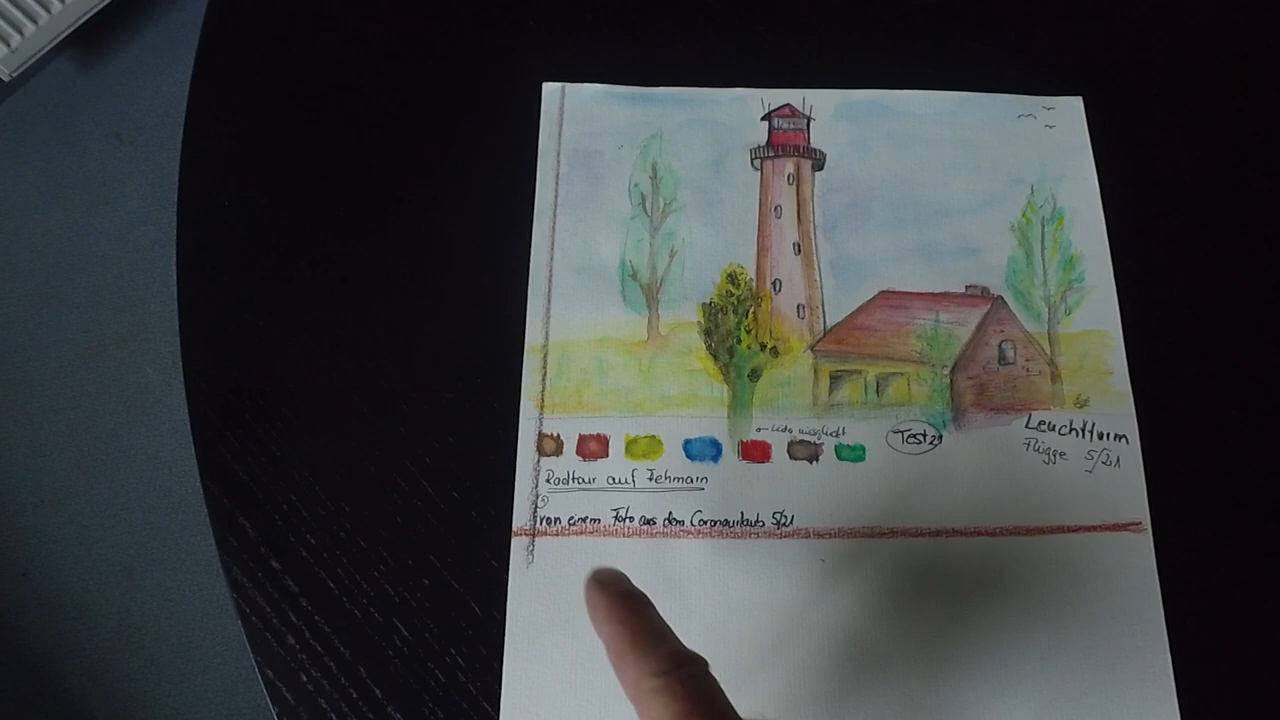 Leuchtturm
Flügge 5/21
Test 21
Radtour auf Fehmarn
von einem Foto aus dem Coronaurlaub 5/21